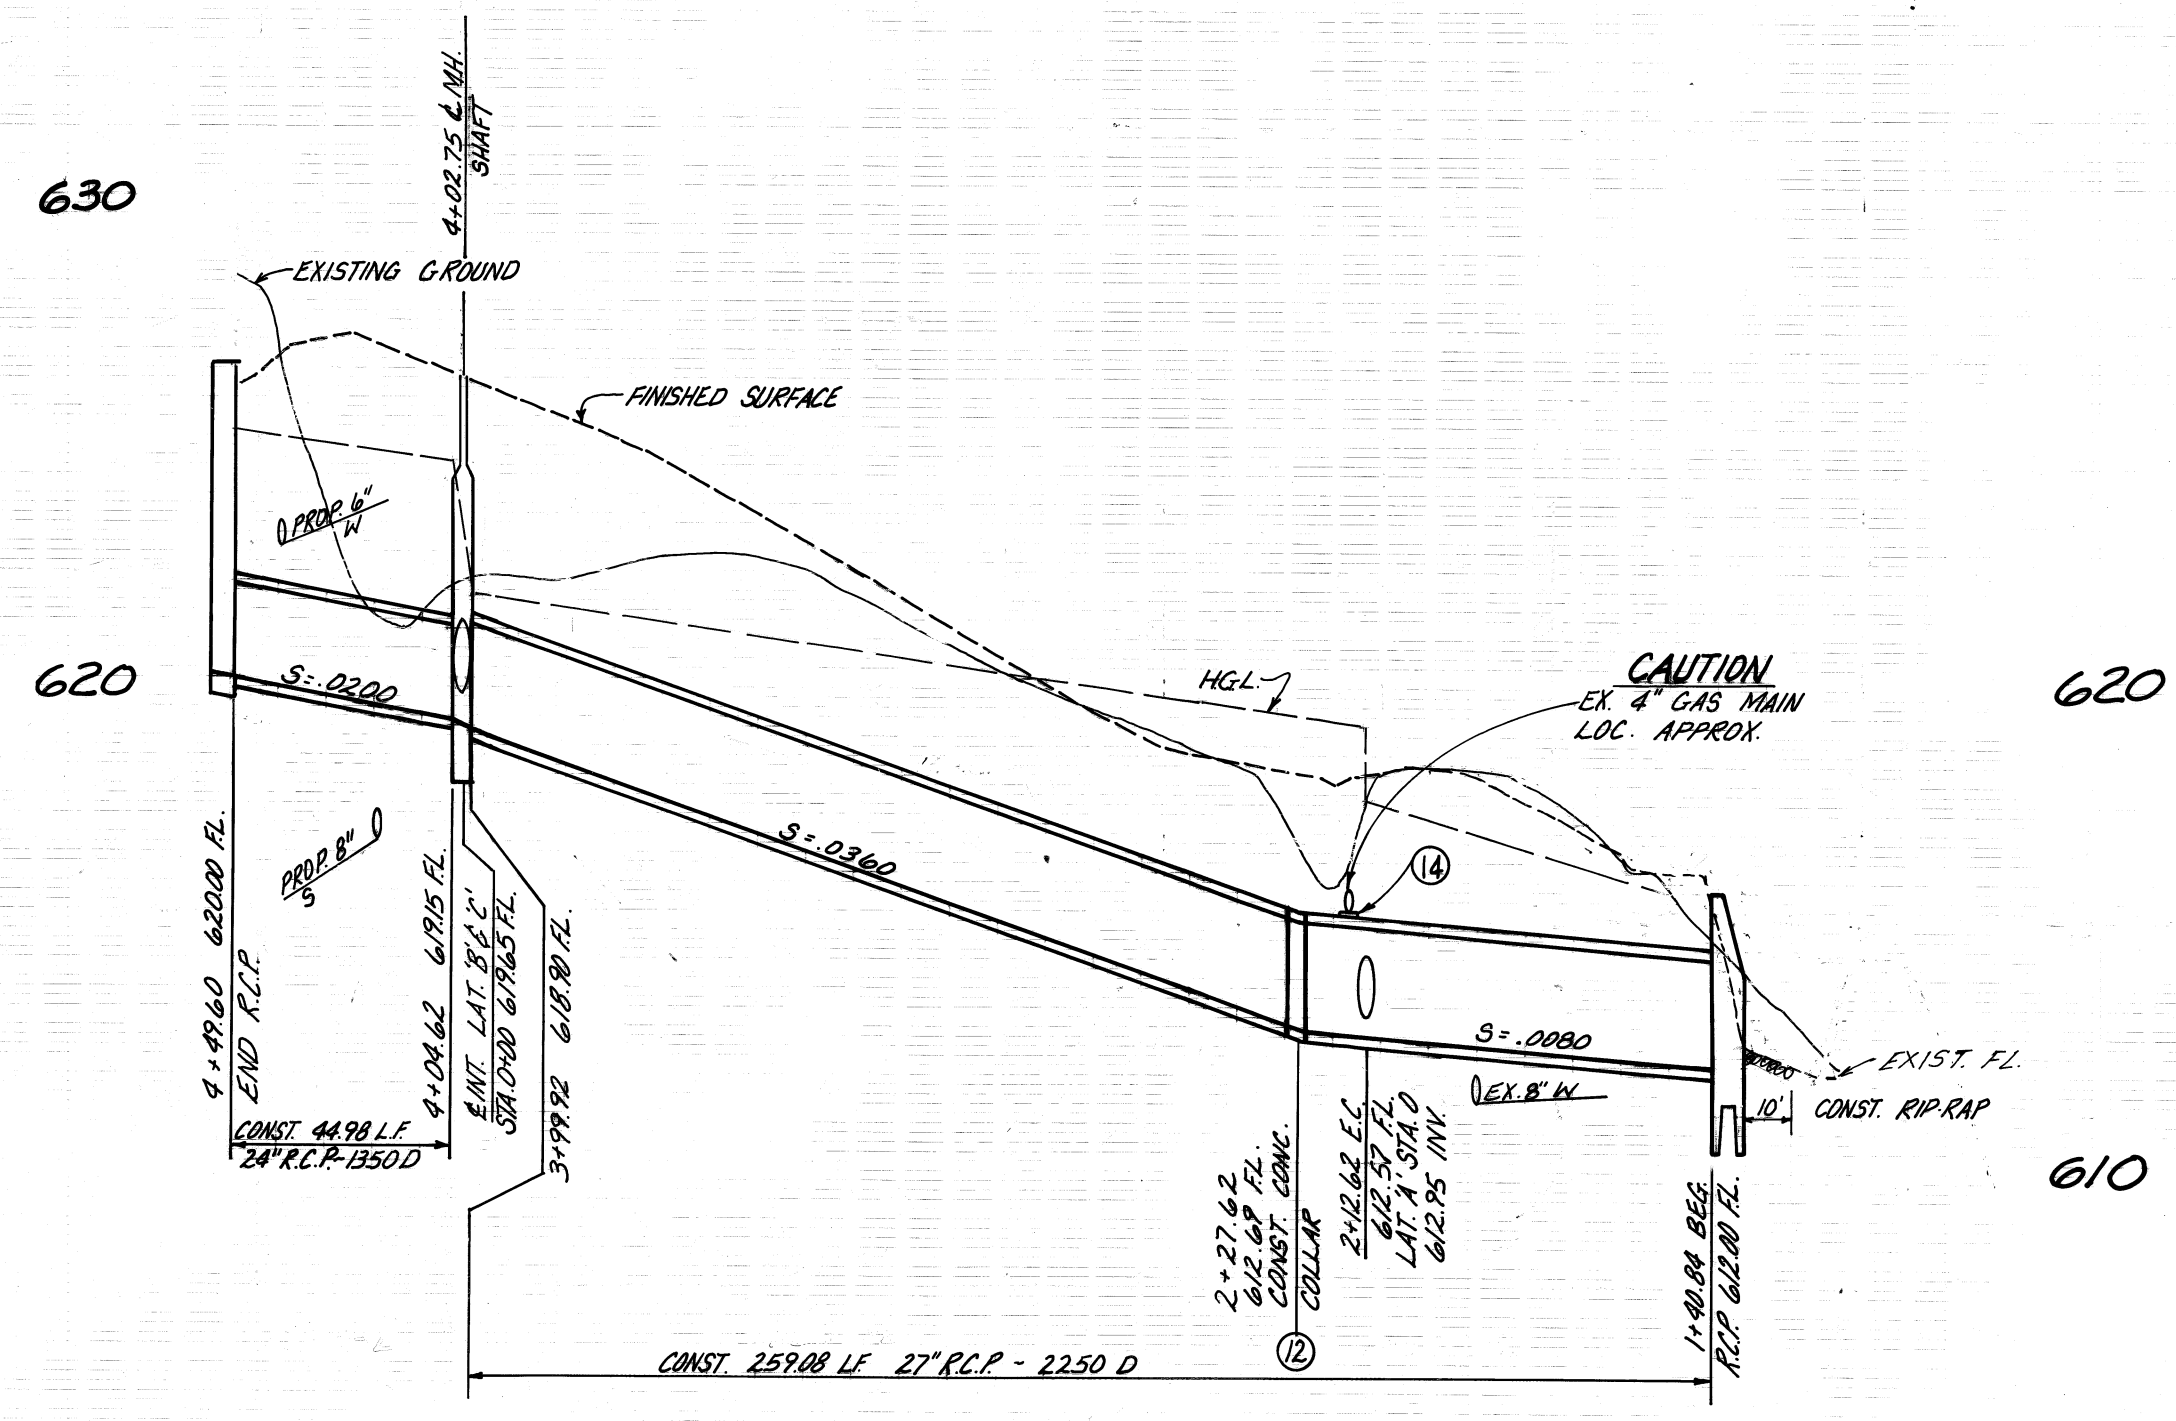 4+02.75 ℄ M.H.
SHAFT
630
EXISTING GROUND
FINISHED SURFACE
PROP. 6"
W
620
S=.0200
H.G.L.
CAUTION
EX. 4" GAS MAIN
LOC. APPROX.
620
S=.0360
14
PROP. 8"
S
4+49.60 620.00 F.L.
END R.C.P.
4+04.62 619.15 F.L.
℄ INT. LAT. 'B' & 'C'
STA. 0+00 619.65 F.L.
3+99.92 618.90 F.L.
S=.0080
EX. 8" W
EXIST. FL.
10'
CONST. RIP-RAP
CONST. 44.98 L.F.
24" R.C.P.-1350 D
610
2+27.62
612.69 F.L.
CONST. CONC.
COLLAR
2+12.62 E.C.
612.57 F.L.
LAT. 'A' STA. 0
612.95 INV.
1+40.84 BEG.
R.C.P. 612.00 F.L.
12
CONST. 259.08 L.F. 27" R.C.P. - 2250 D